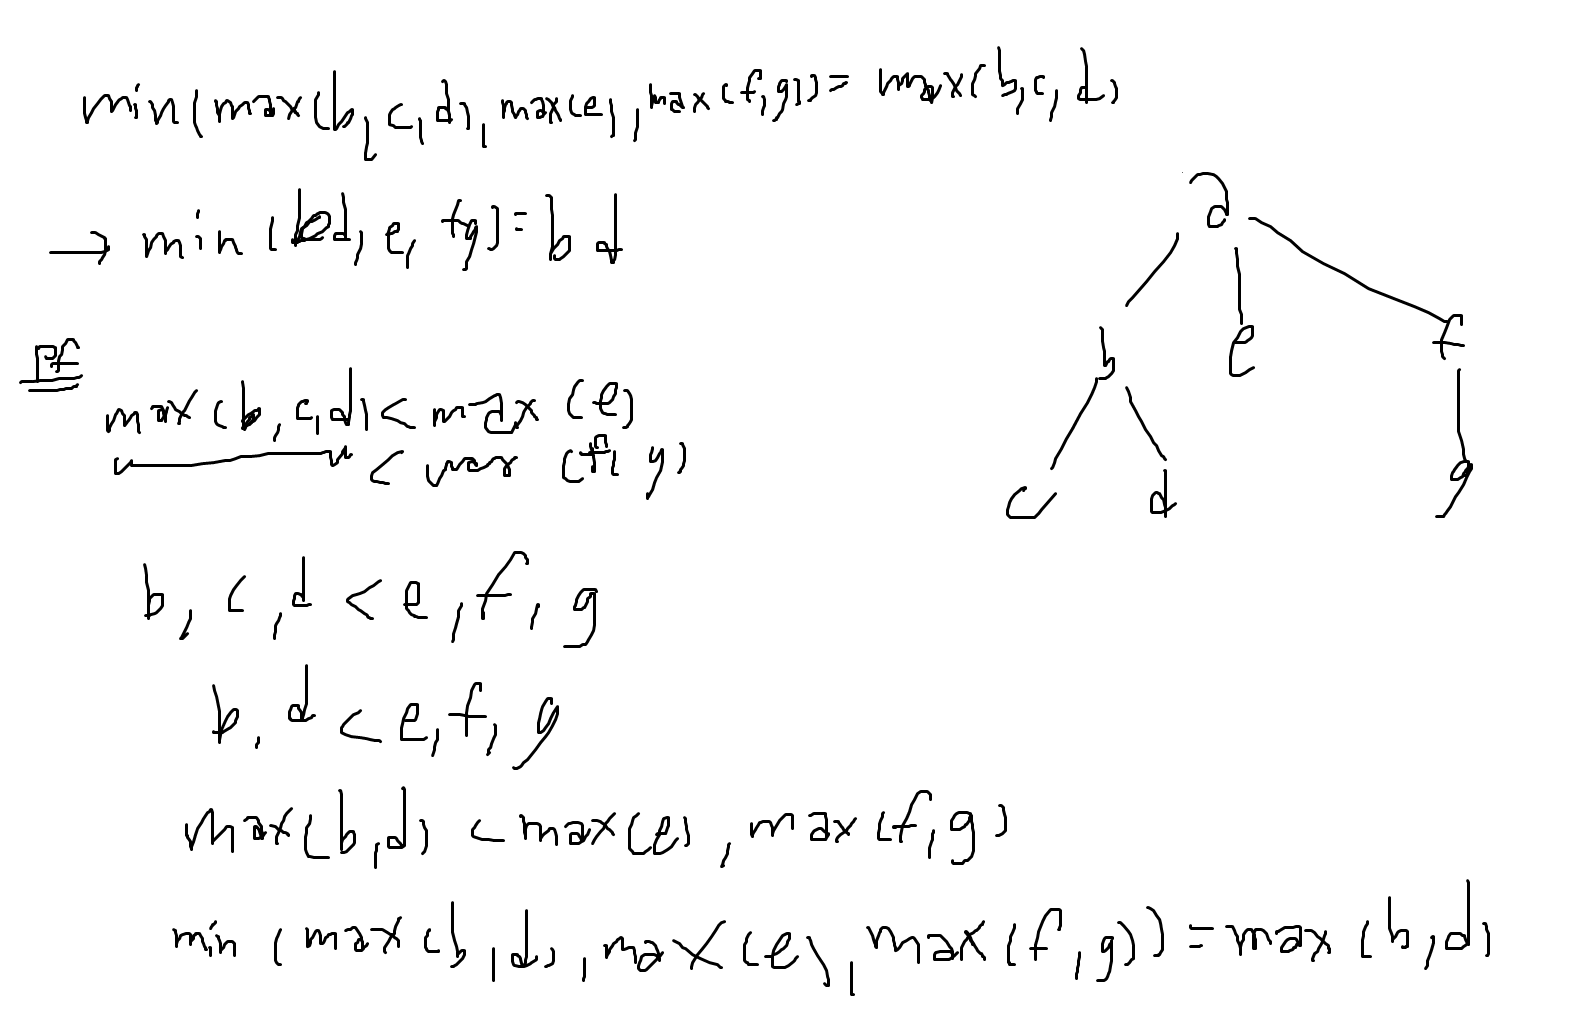 min(max(b, c, d), max(e), max(f,g)) = max(b,c, d)
→ min (bd, e, fg) = bd
pf
max(b, c, d) < max (e)
< max (f, g)
b, c, d < e, f, g
b, d < e, f, g
max(b,d) < max(e), max(f,g)
min (max(b,d), max(e), max(f,g)) = max(b,d)
a
b e f
c d g